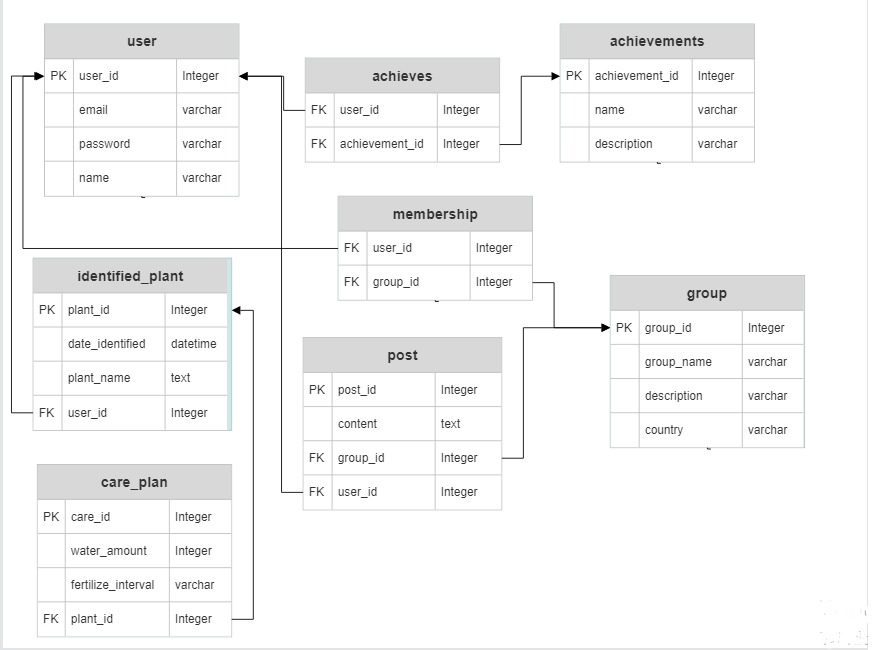 user
PK user_id Integer
email varchar
password varchar
name varchar
achieves
FK user_id Integer
FK achievement_id Integer
achievements
PK achievement_id Integer
name varchar
description varchar
membership
FK user_id Integer
FK group_id Integer
identified_plant
PK plant_id Integer
date_identified datetime
plant_name text
FK user_id Integer
group
PK group_id Integer
group_name varchar
description varchar
country varchar
post
PK post_id Integer
content text
FK group_id Integer
FK user_id Integer
care_plan
PK care_id Integer
water_amount Integer
fertilize_interval varchar
FK plant_id Integer